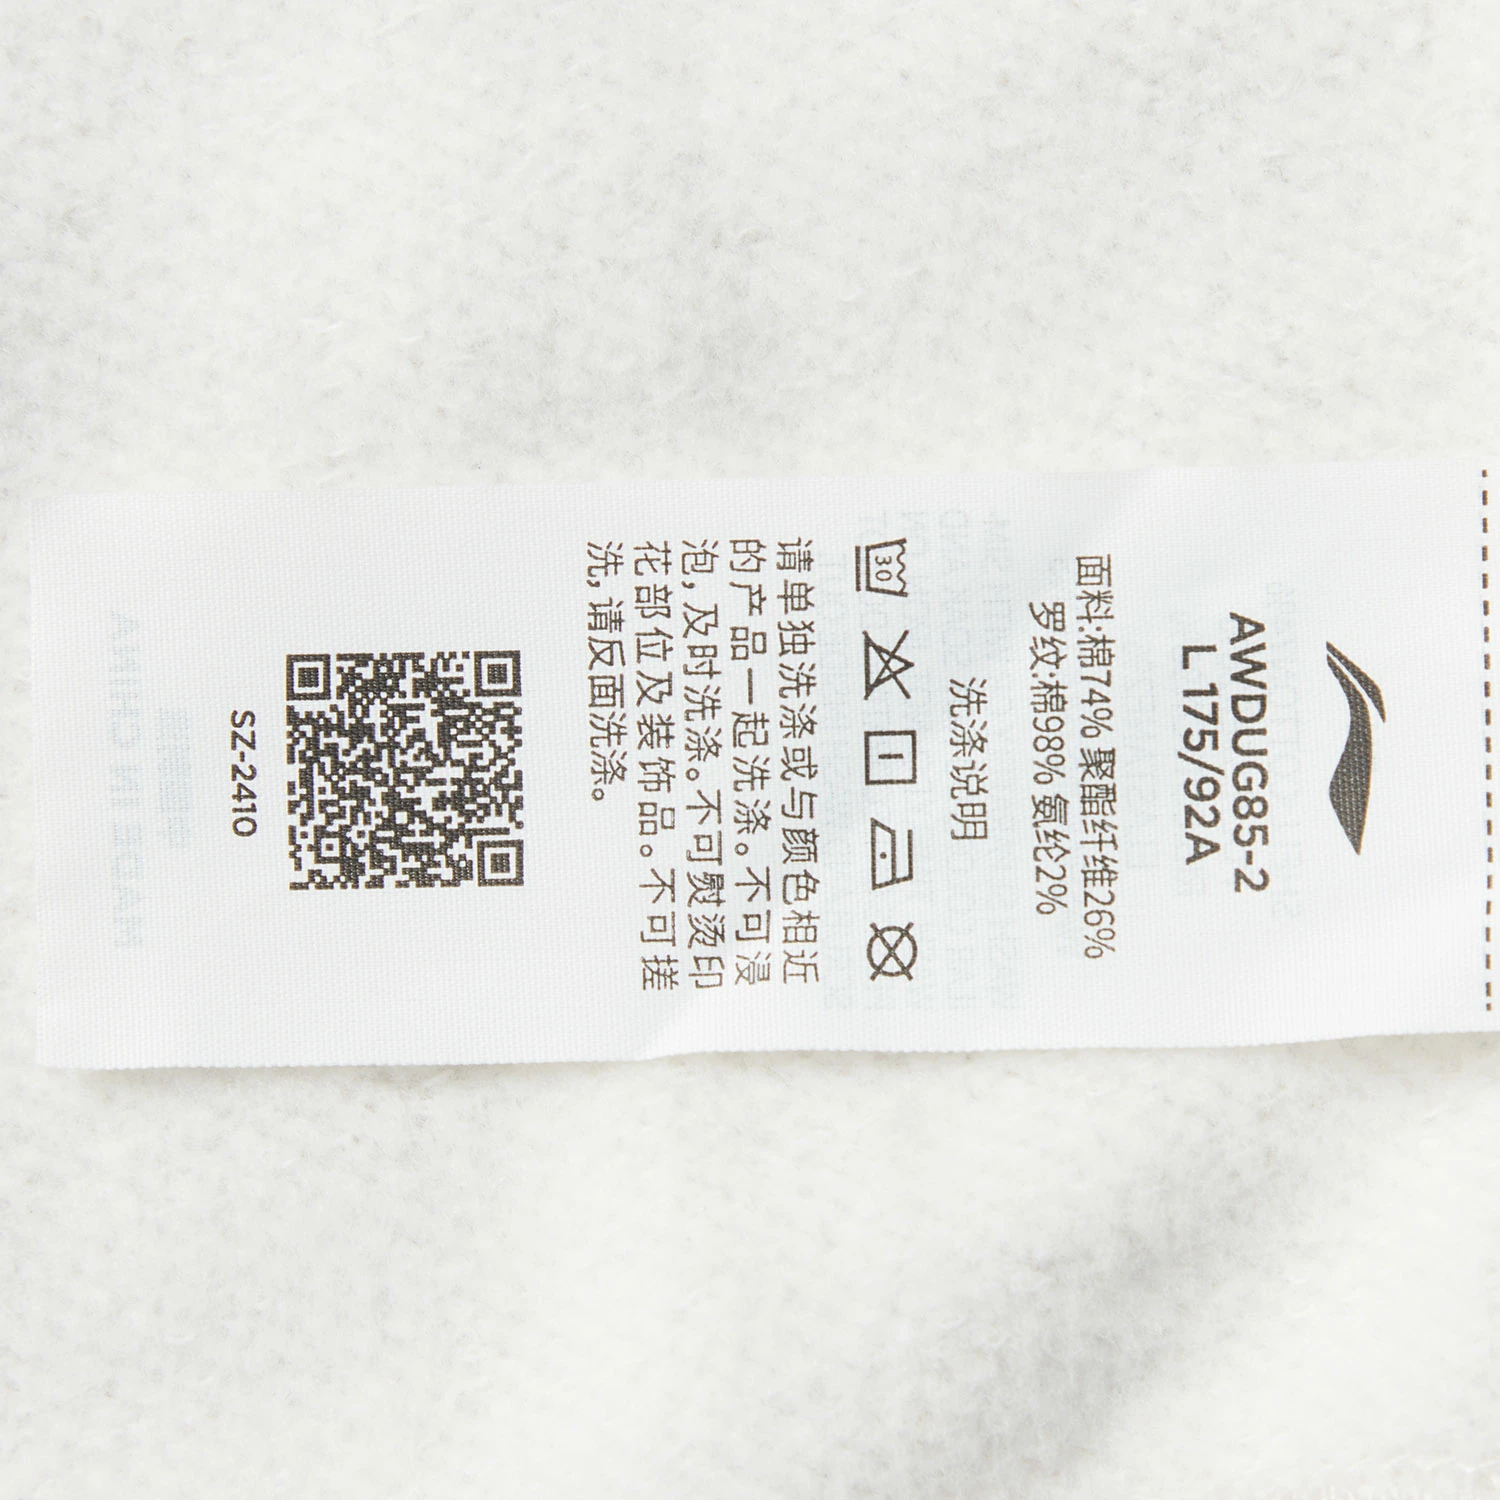 AWDUG85-2
L 175/92A
面料:棉74% 聚酯纤维26%
罗纹:棉98% 氨纶2%
洗涤说明
30
请单独洗涤或与颜色相近
的产品一起洗涤。不可浸
泡,及时洗涤。不可熨烫印
花部位及装饰品。不可搓
洗,请反面洗涤。
SZ-2410